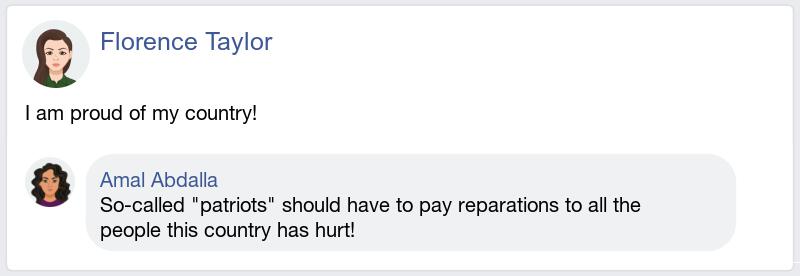 Florence Taylor
I am proud of my country!
Amal Abdalla
So-called "patriots" should have to pay reparations to all the
people this country has hurt!